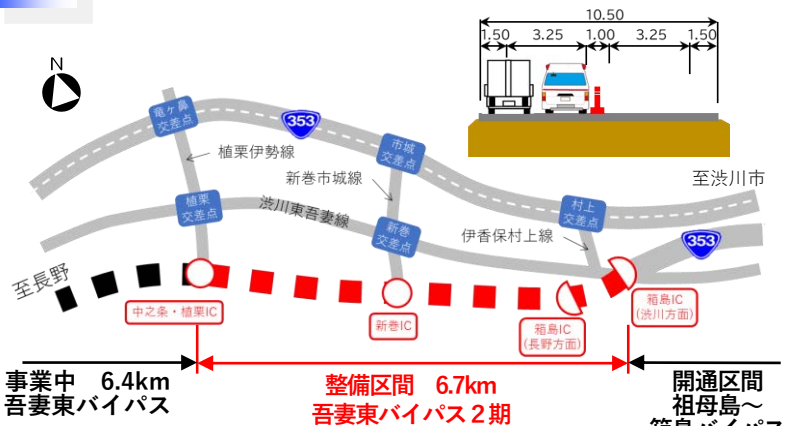 10.50
1.50
3.25
1.00
3.25
1.50
N
竜ヶ鼻
交差点
353
植栗伊勢線
市城
交差点
新巻市城線
至渋川市
植栗
交差点
渋川東吾妻線
新巻
交差点
村上
交差点
伊香保村上線
353
至長野
中之条・植栗IC
新巻IC
箱島IC
(長野方面)
箱島IC
(渋川方面)
事業中 6.4km
吾妻東バイパス
整備区間 6.7km
吾妻東バイパス２期
開通区間
祖母島～
箱島バイパス